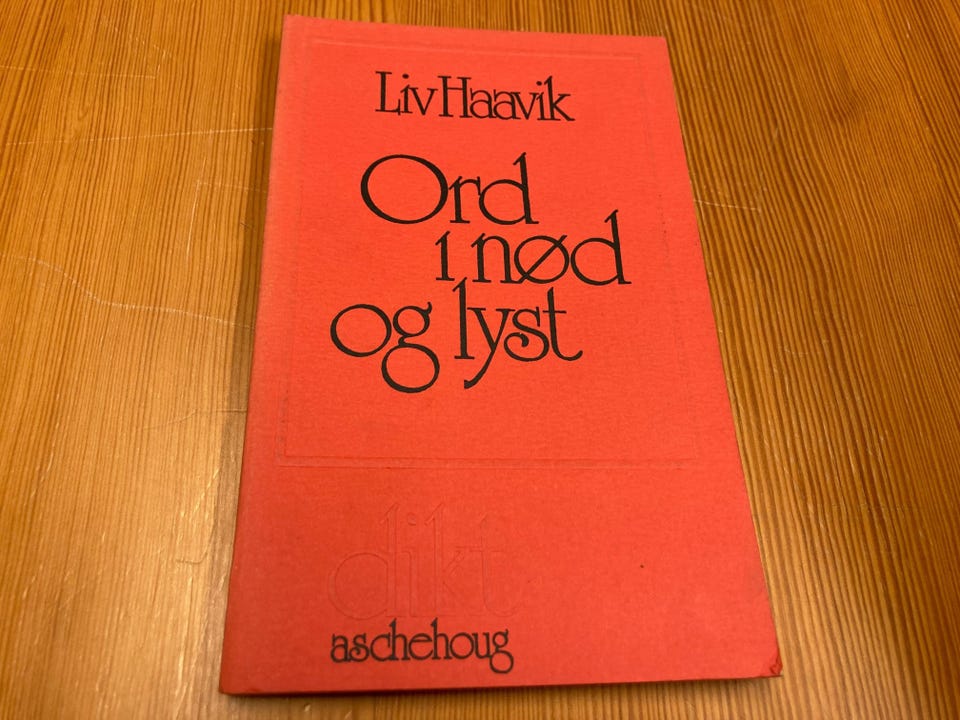 Liv Haavik
Ord
i nød
og lyst
dikt
aschehoug